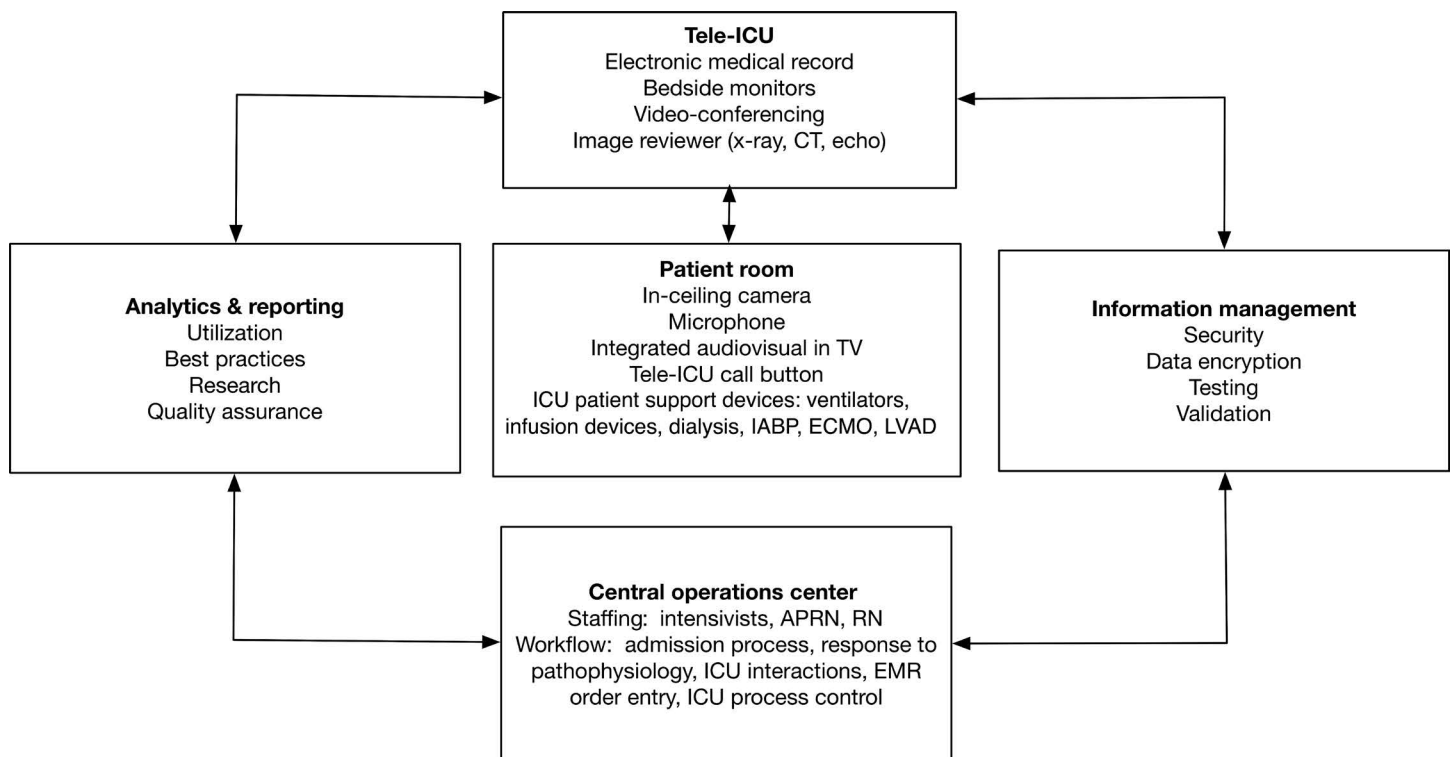 Tele-ICU
Electronic medical record
Bedside monitors
Video-conferencing
Image reviewer (x-ray, CT, echo)
Analytics & reporting
Utilization
Best practices
Research
Quality assurance
Patient room
In-ceiling camera
Microphone
Integrated audiovisual in TV
Tele-ICU call button
ICU patient support devices: ventilators,
infusion devices, dialysis, IABP, ECMO, LVAD
Information management
Security
Data encryption
Testing
Validation
Central operations center
Staffing: intensivists, APRN, RN
Workflow: admission process, response to
pathophysiology, ICU interactions, EMR
order entry, ICU process control